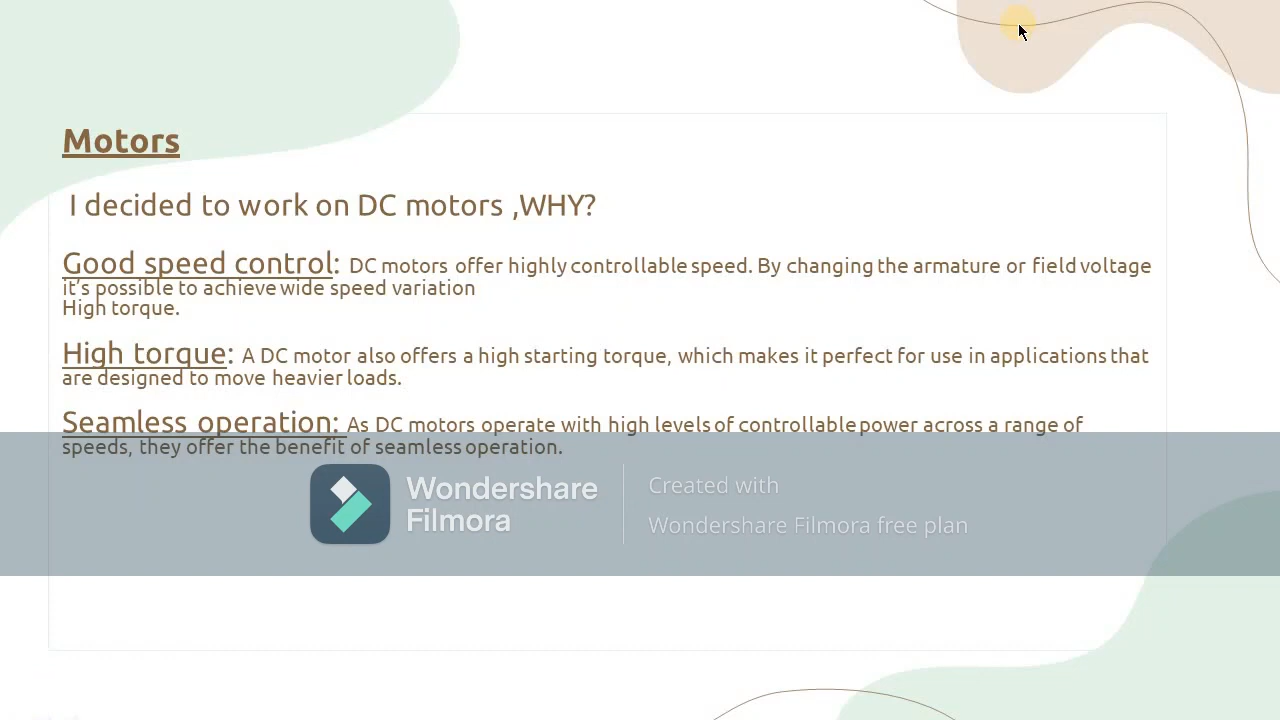 Motors
I decided to work on DC motors ,WHY?
Good speed control: DC motors offer highly controllable speed. By changing the armature or field voltage
it’s possible to achieve wide speed variation
High torque.
High torque: A DC motor also offers a high starting torque, which makes it perfect for use in applications that
are designed to move heavier loads.
Seamless operation: As DC motors operate with high levels of controllable power across a range of
speeds, they offer the benefit of seamless operation.
Wondershare
Filmora
Created with
Wondershare Filmora free plan